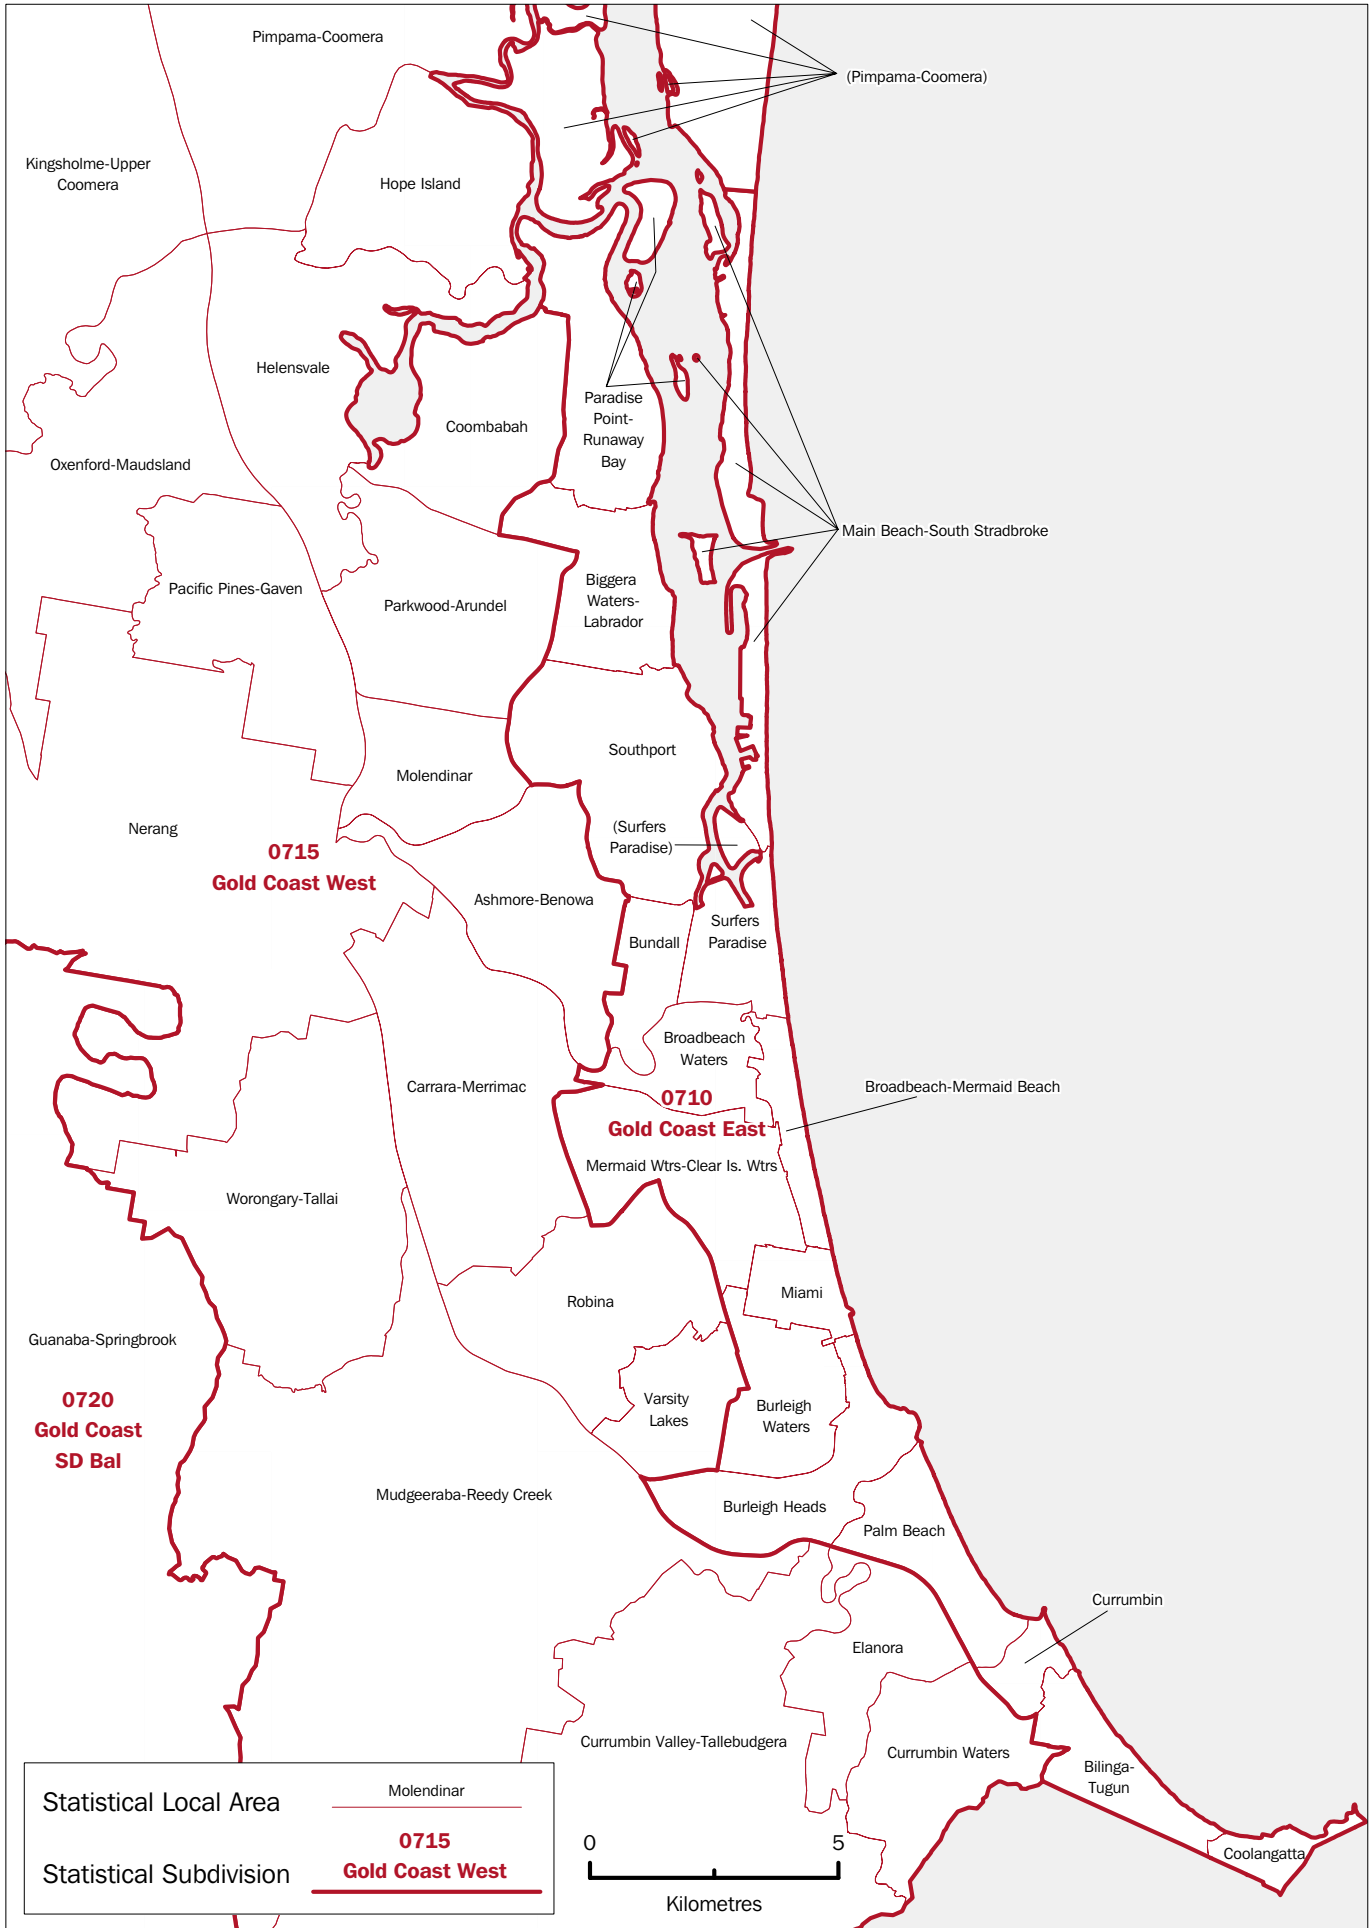 Pimpama-Coomera
(Pimpama-Coomera)
Kingsholme-Upper
Coomera
Hope Island
Helensvale
Paradise
Point-
Runaway
Bay
Coombabah
Oxenford-Maudsland
Main Beach-South Stradbroke
Pacific Pines-Gaven
Biggera
Waters-
Labrador
Parkwood-Arundel
Southport
Molendinar
Nerang
(Surfers
Paradise)
0715
Gold Coast West
Ashmore-Benowa
Surfers
Paradise
Bundall
Broadbeach
Waters
Carrara-Merrimac
Broadbeach-Mermaid Beach
0710
Gold Coast East
Mermaid Wtrs-Clear Is. Wtrs
Worongary-Tallai
Miami
Robina
Guanaba-Springbrook
0720
Gold Coast
SD Bal
Varsity
Lakes
Burleigh
Waters
Mudgeeraba-Reedy Creek
Burleigh Heads
Palm Beach
Currumbin
Elanora
Currumbin Valley-Tallebudgera
Currumbin Waters
Bilinga-
Tugun
Coolangatta
Statistical Local Area
Molendinar
Statistical Subdivision
0715
Gold Coast West
0 5
Kilometres